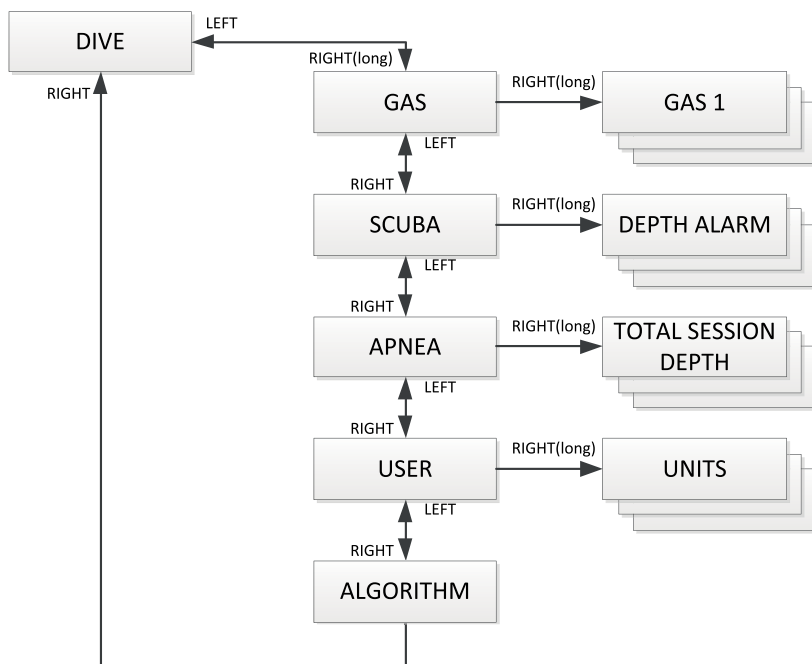 LEFT
DIVE
RIGHT(long)
RIGHT(long)
RIGHT
GAS
GAS 1
LEFT
RIGHT
RIGHT(long)
SCUBA
DEPTH ALARM
LEFT
RIGHT
RIGHT(long)
APNEA
TOTAL SESSION
DEPTH
LEFT
RIGHT
RIGHT(long)
USER
UNITS
LEFT
RIGHT
ALGORITHM